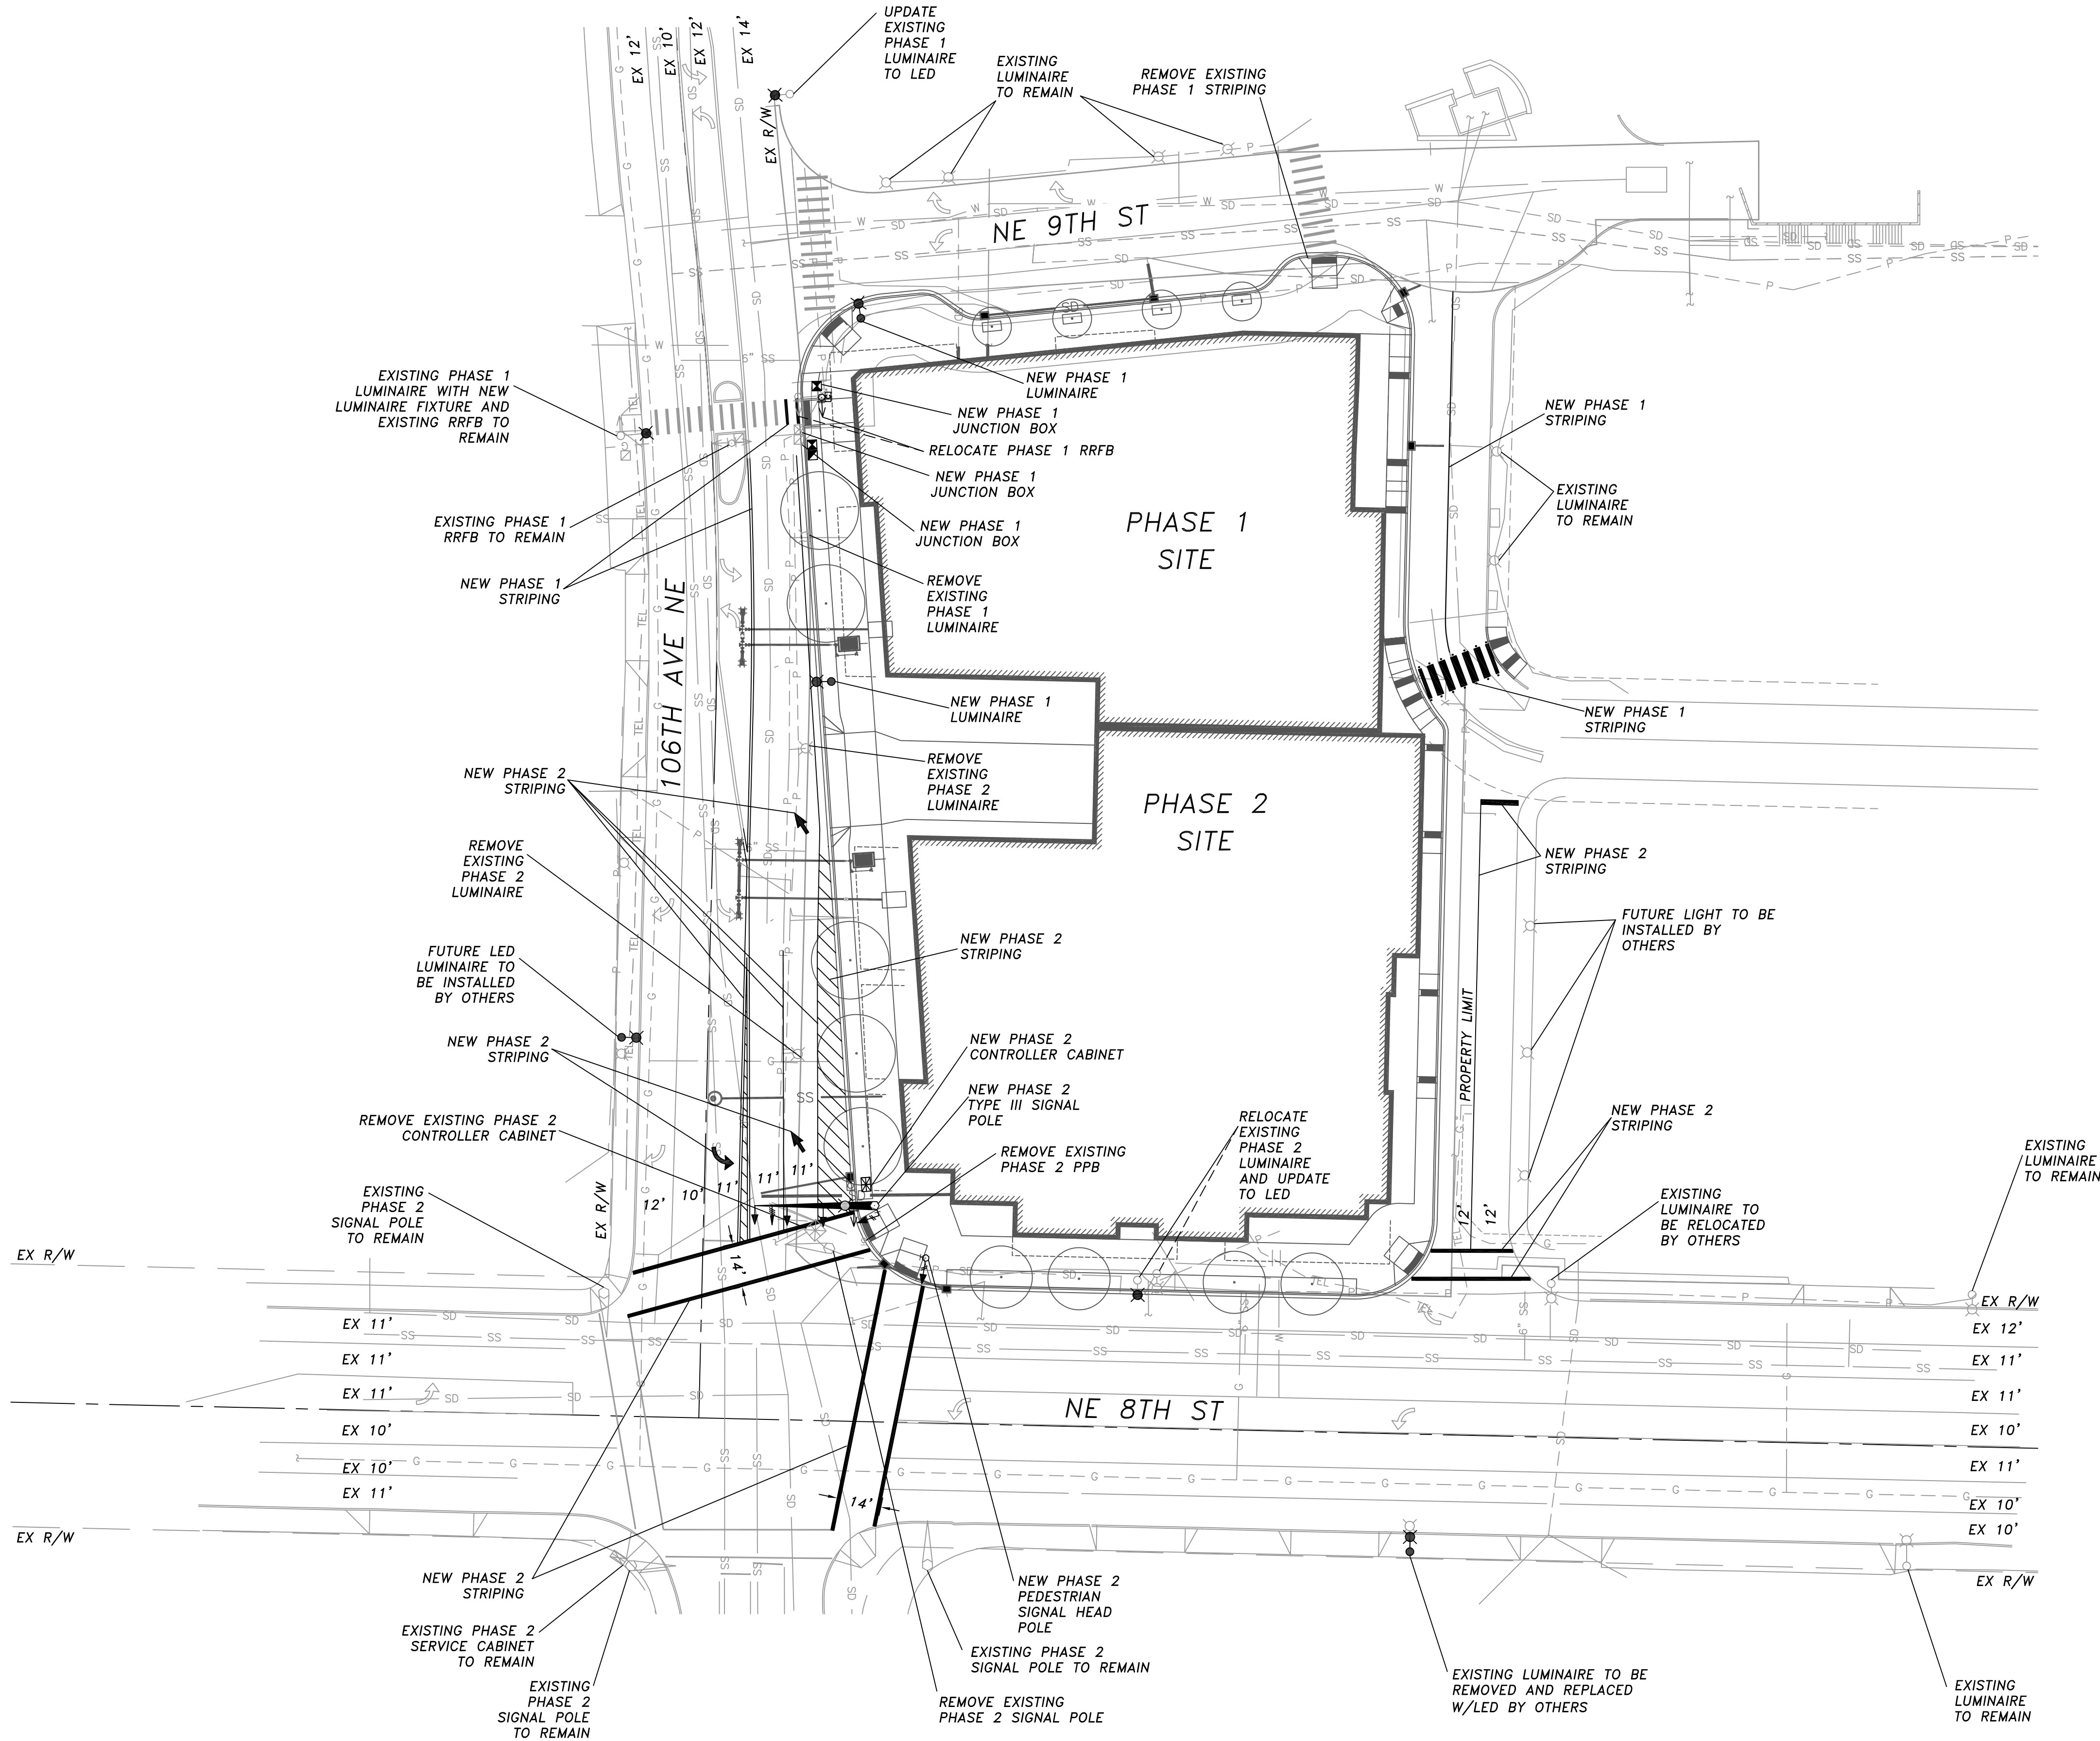 UPDATE
EXISTING
PHASE 1
LUMINAIRE
TO LED
EXISTING
LUMINAIRE
TO REMAIN
REMOVE EXISTING
PHASE 1 STRIPING
EX 12'
EX 10'
EX 12'
EX 14'
EX R/W
NE 9TH ST
EXISTING PHASE 1
LUMINAIRE WITH NEW
LUMINAIRE FIXTURE AND
EXISTING RRFB TO
REMAIN
NEW PHASE 1
LUMINAIRE
NEW PHASE 1
JUNCTION BOX
RELOCATE PHASE 1 RRFB
NEW PHASE 1
JUNCTION BOX
NEW PHASE 1
JUNCTION BOX
NEW PHASE 1
STRIPING
EXISTING
LUMINAIRE
TO REMAIN
EXISTING PHASE 1
RRFB TO REMAIN
PHASE 1
SITE
NEW PHASE 1
STRIPING
REMOVE
EXISTING
PHASE 1
LUMINAIRE
106TH AVE NE
NEW PHASE 1
LUMINAIRE
NEW PHASE 1
STRIPING
REMOVE
EXISTING
PHASE 2
LUMINAIRE
NEW PHASE 2
STRIPING
PHASE 2
SITE
REMOVE
EXISTING
PHASE 2
LUMINAIRE
NEW PHASE 2
STRIPING
FUTURE LIGHT TO BE
INSTALLED BY
OTHERS
NEW PHASE 2
STRIPING
FUTURE LED
LUMINAIRE TO
BE INSTALLED
BY OTHERS
PROPERTY LIMIT
NEW PHASE 2
STRIPING
NEW PHASE 2
CONTROLLER CABINET
NEW PHASE 2
TYPE III SIGNAL
POLE
REMOVE EXISTING PHASE 2
CONTROLLER CABINET
REMOVE EXISTING
PHASE 2 PPB
RELOCATE
EXISTING
PHASE 2
LUMINAIRE
AND UPDATE
TO LED
NEW PHASE 2
STRIPING
EXISTING
LUMINAIRE
TO REMAIN
EXISTING
PHASE 2
SIGNAL POLE
TO REMAIN
EX R/W
12'
10'
11'
11'
11'
14'
12'
12'
EXISTING
LUMINAIRE TO
BE RELOCATED
BY OTHERS
EX R/W
EX R/W
EX 11'
EX 11'
EX 11'
EX 10'
EX 10'
EX 11'
EX R/W
NE 8TH ST
EX 12'
EX 11'
EX 11'
EX 10'
EX 11'
EX 10'
EX 10'
EX R/W
14'
NEW PHASE 2
STRIPING
EXISTING PHASE 2
SERVICE CABINET
TO REMAIN
EXISTING
PHASE 2
SIGNAL POLE
TO REMAIN
NEW PHASE 2
PEDESTRIAN
SIGNAL HEAD
POLE
EXISTING PHASE 2
SIGNAL POLE TO REMAIN
REMOVE EXISTING
PHASE 2 SIGNAL POLE
EXISTING LUMINAIRE TO BE
REMOVED AND REPLACED
W/LED BY OTHERS
EXISTING
LUMINAIRE
TO REMAIN